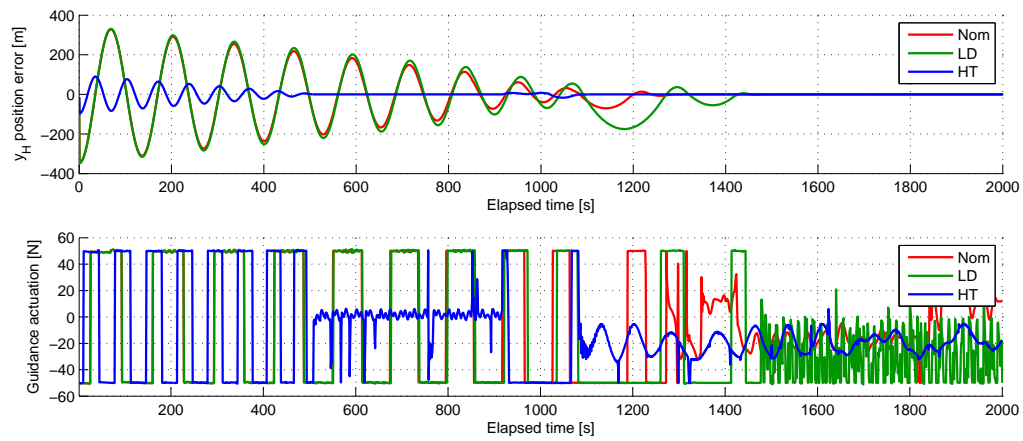 400
200
0
−200
−400
y_H position error [m]
0 200 400 600 800 1000 1200 1400 1600 1800 2000
Elapsed time [s]
Nom
LD
HT
60
40
20
0
−20
−40
−60
Guidance actuation [N]
200 400 600 800 1000 1200 1400 1600 1800 2000
Elapsed time [s]
Nom
LD
HT